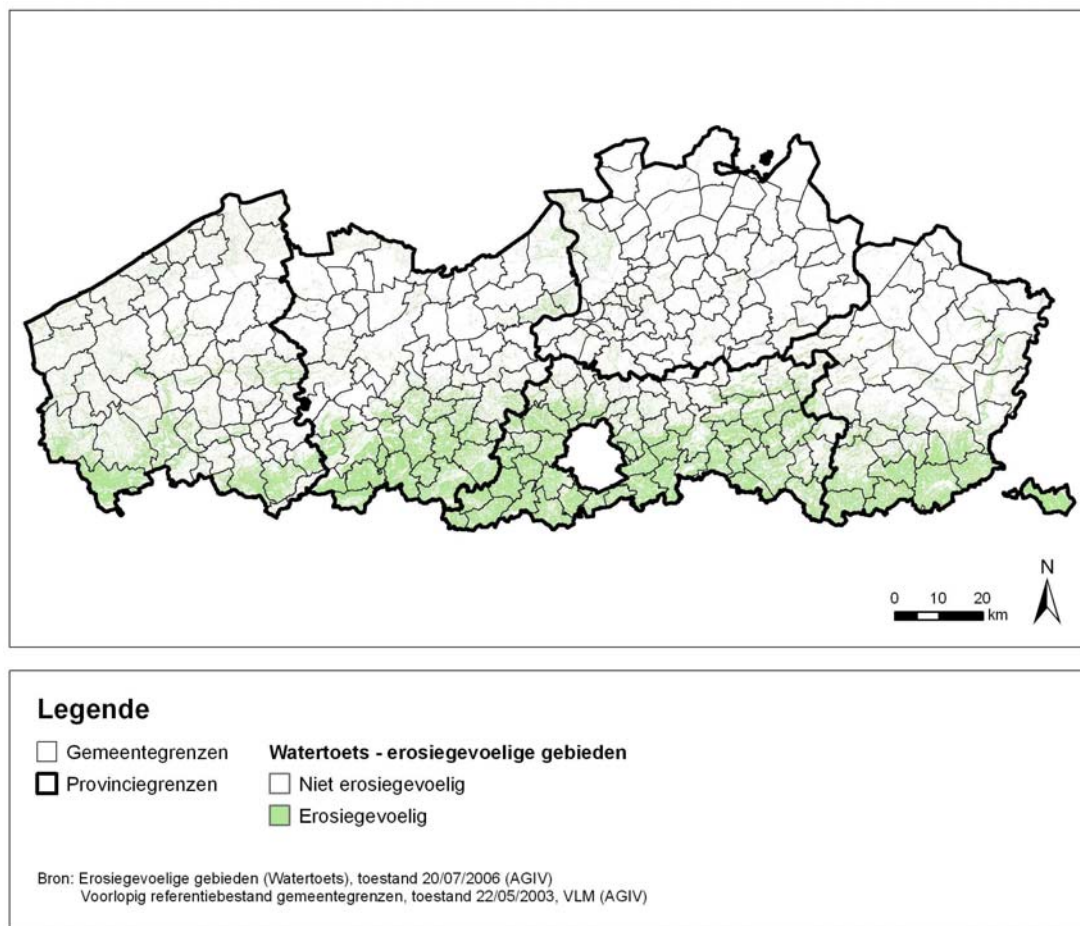 N
0 10 20
km
Legende
Gemeentegrenzen
Provinciegrenzen
Watertoets - erosiegevoelige gebieden
Niet erosiegevoelig
Erosiegevoelig
Bron: Erosiegevoelige gebieden (Watertoets), toestand 20/07/2006 (AGIV)
Voorlopig referentiebestand gemeentegrenzen, toestand 22/05/2003, VLM (AGIV)